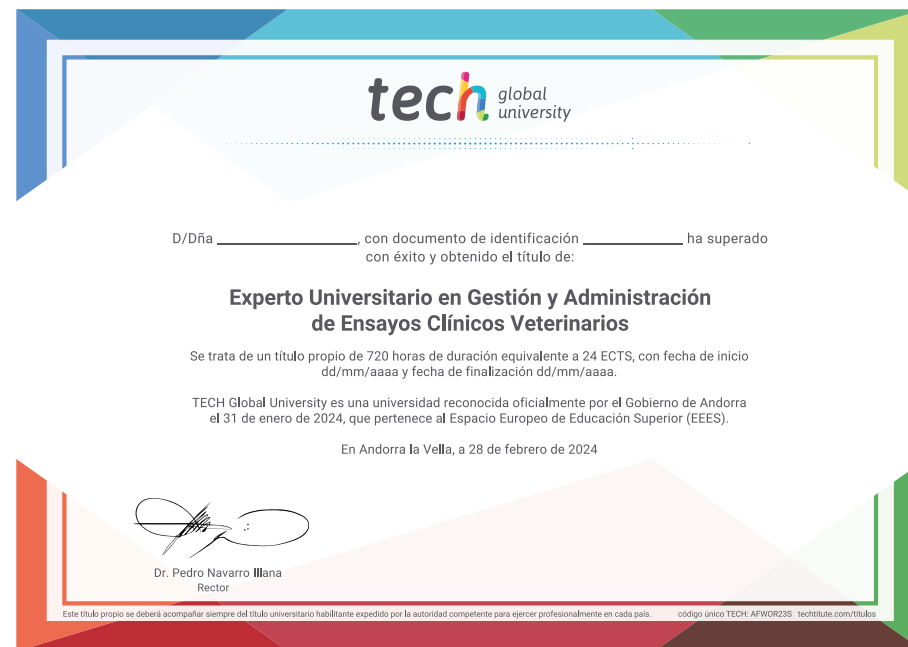 tech global university
D/Dña ____________________, con documento de identificación ______________ ha superado
con éxito y obtenido el título de:
Experto Universitario en Gestión y Administración
de Ensayos Clínicos Veterinarios
Se trata de un título propio de 720 horas de duración equivalente a 24 ECTS, con fecha de inicio
dd/mm/aaaa y fecha de finalización dd/mm/aaaa.
TECH Global University es una universidad reconocida oficialmente por el Gobierno de Andorra
el 31 de enero de 2024, que pertenece al Espacio Europeo de Educación Superior (EEES).
En Andorra la Vella, a 28 de febrero de 2024
Dr. Pedro Navarro Illana
Rector
Este título propio se deberá acompañar siempre del título universitario habilitante expedido por la autoridad competente para ejercer profesionalmente en cada país. código único TECH: AFWOR23S techtitute.com/titulos